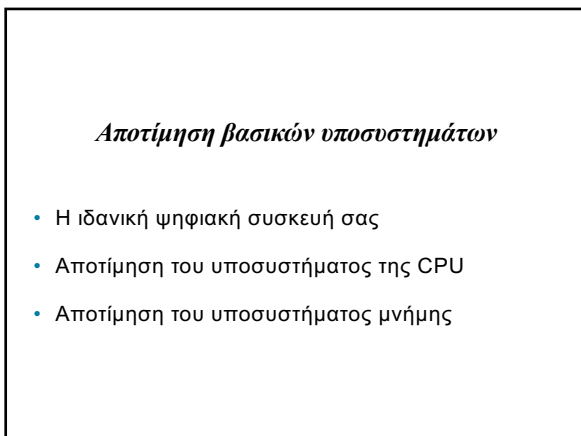 Αποτίμηση βασικών υποσυστημάτων
• Η ιδανική ψηφιακή συσκευή σας
• Αποτίμηση του υποσυστήματος της CPU
• Αποτίμηση του υποσυστήματος μνήμης